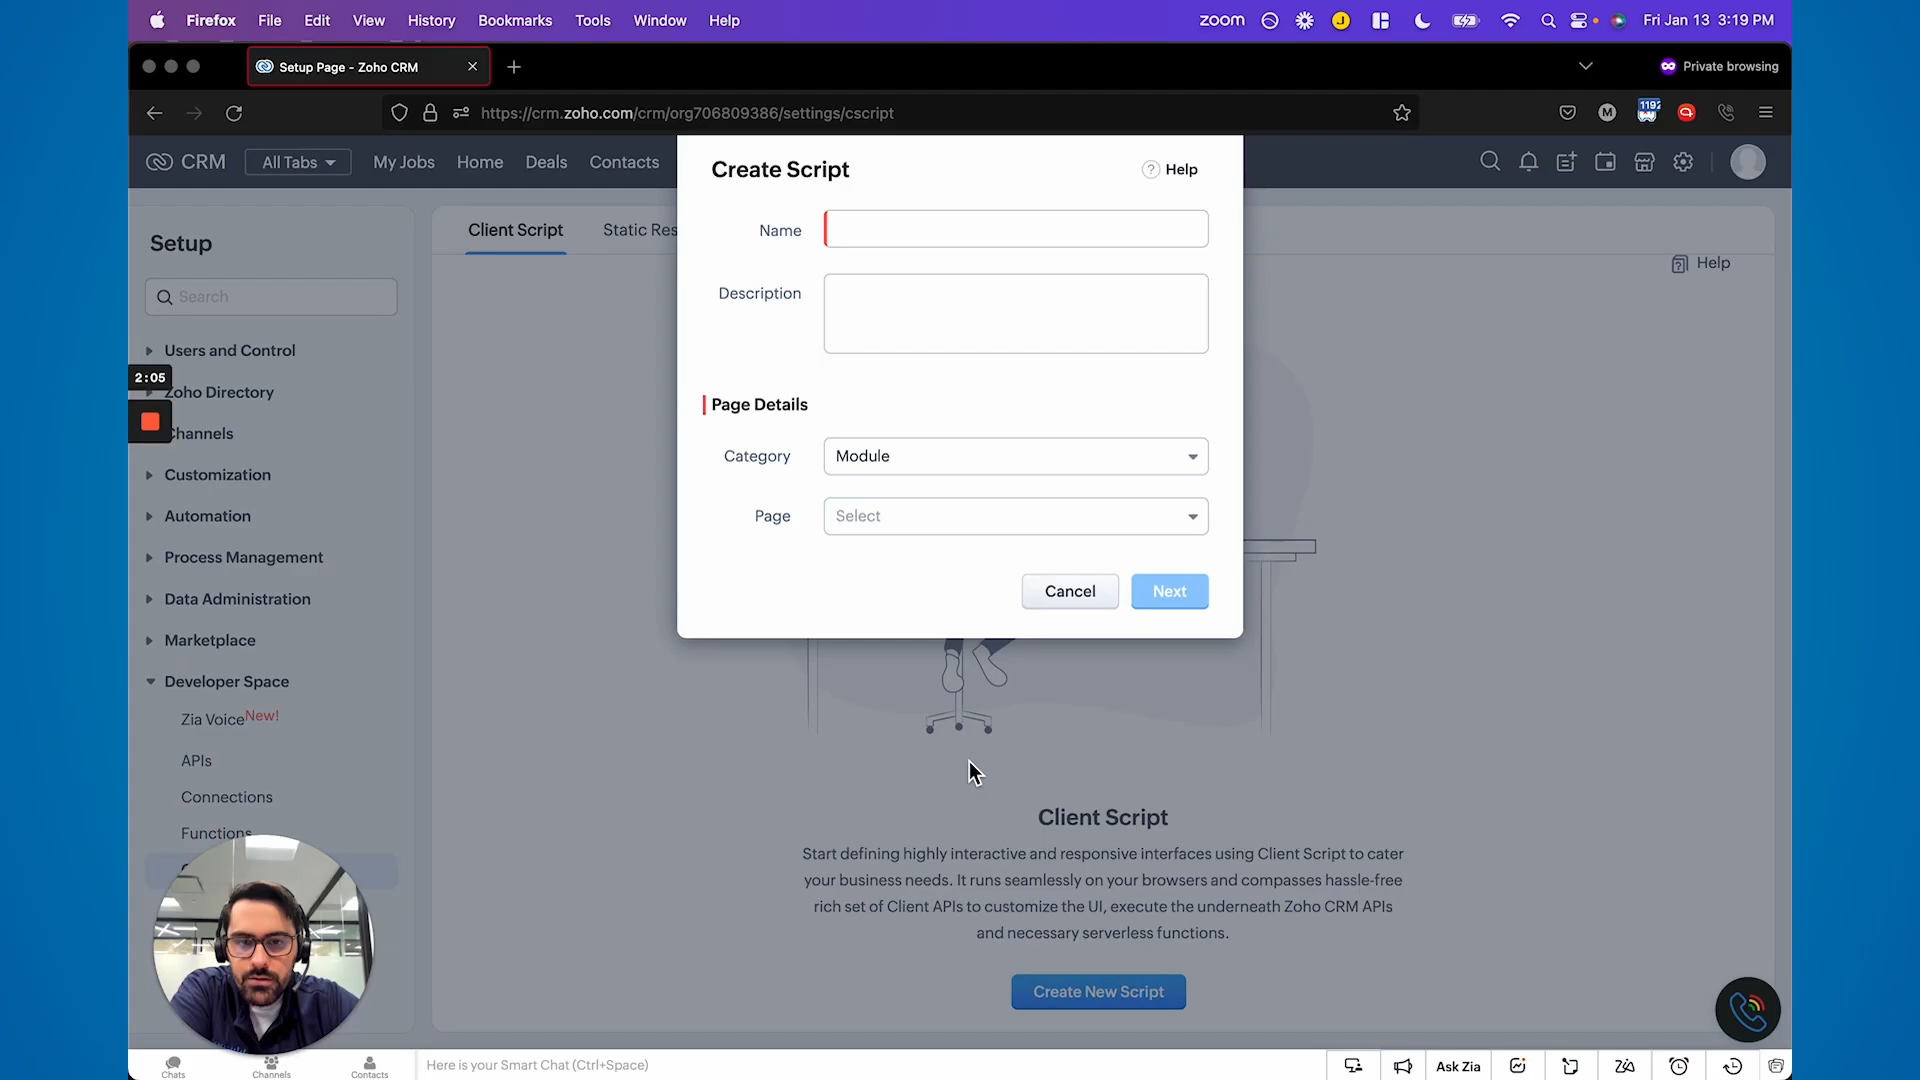 Firefox File Edit View History Bookmarks Tools Window Help
zoom
Fri Jan 13 3:19 PM
Setup Page - Zoho CRM
Private browsing
https://crm.zoho.com/crm/org706809386/settings/cscript
M
1192
CRM
All Tabs
My Jobs
Home
Deals
Contacts
Create Script
Help
Name
Description
Page Details
Category
Module
Page
Select
Cancel
Next
Setup
Search
Users and Control
2:05
Zoho Directory
Channels
Customization
Automation
Process Management
Data Administration
Marketplace
Developer Space
Zia Voice New!
APIs
Connections
Functions
Client Script
Static Res
Help
Client Script
Start defining highly interactive and responsive interfaces using Client Script to cater
your business needs. It runs seamlessly on your browsers and compasses hassle-free
rich set of Client APIs to customize the UI, execute the underneath Zoho CRM APIs
and necessary serverless functions.
Create New Script
Chats
Channels
Contacts
Here is your Smart Chat (Ctrl+Space)
Ask Zia